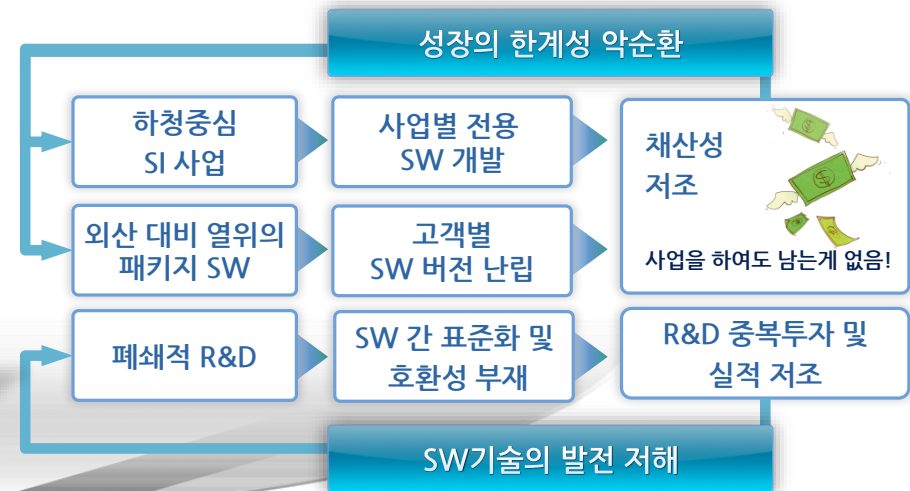 성장의 한계성 악순환
하청중심
SI 사업
사업별 전용
SW 개발
채산성
저조
사업을 하여도 남는게 없음!
외산 대비 열위의
패키지 SW
고객별
SW 버전 난립
폐쇄적 R&D
SW 간 표준화 및
호환성 부재
R&D 중복투자 및
실적 저조
SW기술의 발전 저해